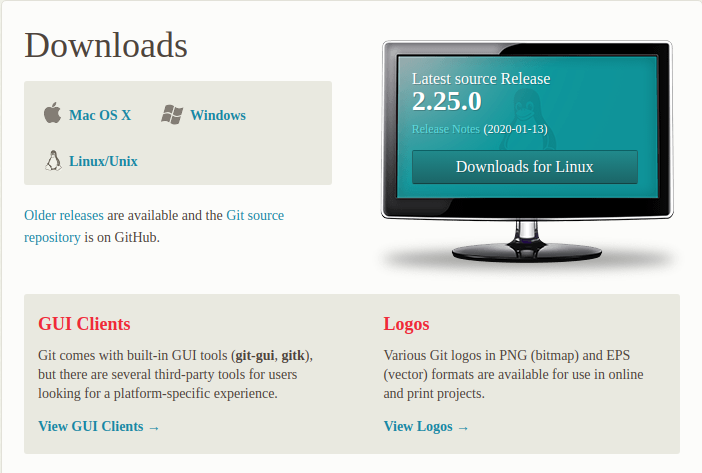 Downloads
Mac OS X
Windows
Linux/Unix
Older releases are available and the Git source
repository is on GitHub.
Latest source Release
2.25.0
Release Notes (2020-01-13)
Downloads for Linux
GUI Clients
Git comes with built-in GUI tools (git-gui, gitk),
but there are several third-party tools for users
looking for a platform-specific experience.
View GUI Clients →
Logos
Various Git logos in PNG (bitmap) and EPS
(vector) formats are available for use in online
and print projects.
View Logos →